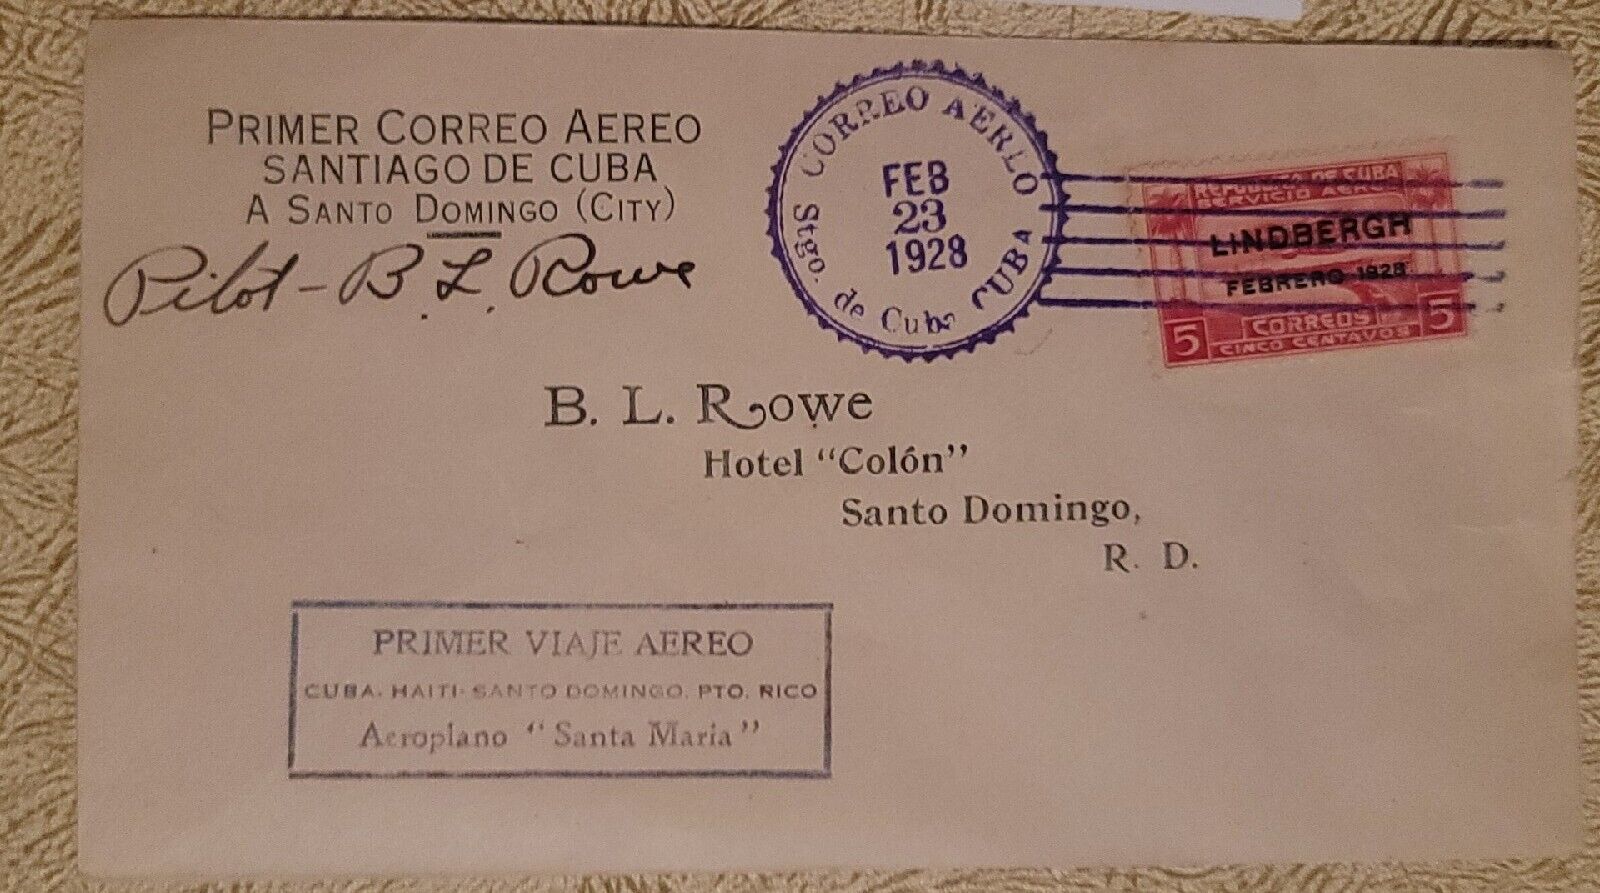 PRIMER CORREO AEREO
SANTIAGO DE CUBA
A SANTO DOMINGO (CITY)
Pilot - B. L. Rowe
CORREO AEREO
FEB
23
1928
Stgo. de Cuba CUBA
REPUBLICA DE CUBA
SERVICIO AEREO
LINDBERGH
FEBRERO 1928
5 CORREOS 5
CINCO CENTAVOS
B. L. Rowe
Hotel “Colón”
Santo Domingo,
R. D.
PRIMER VIAJE AEREO
CUBA. HAITI. SANTO DOMINGO. PTO. RICO
Aeroplano “Santa Maria”